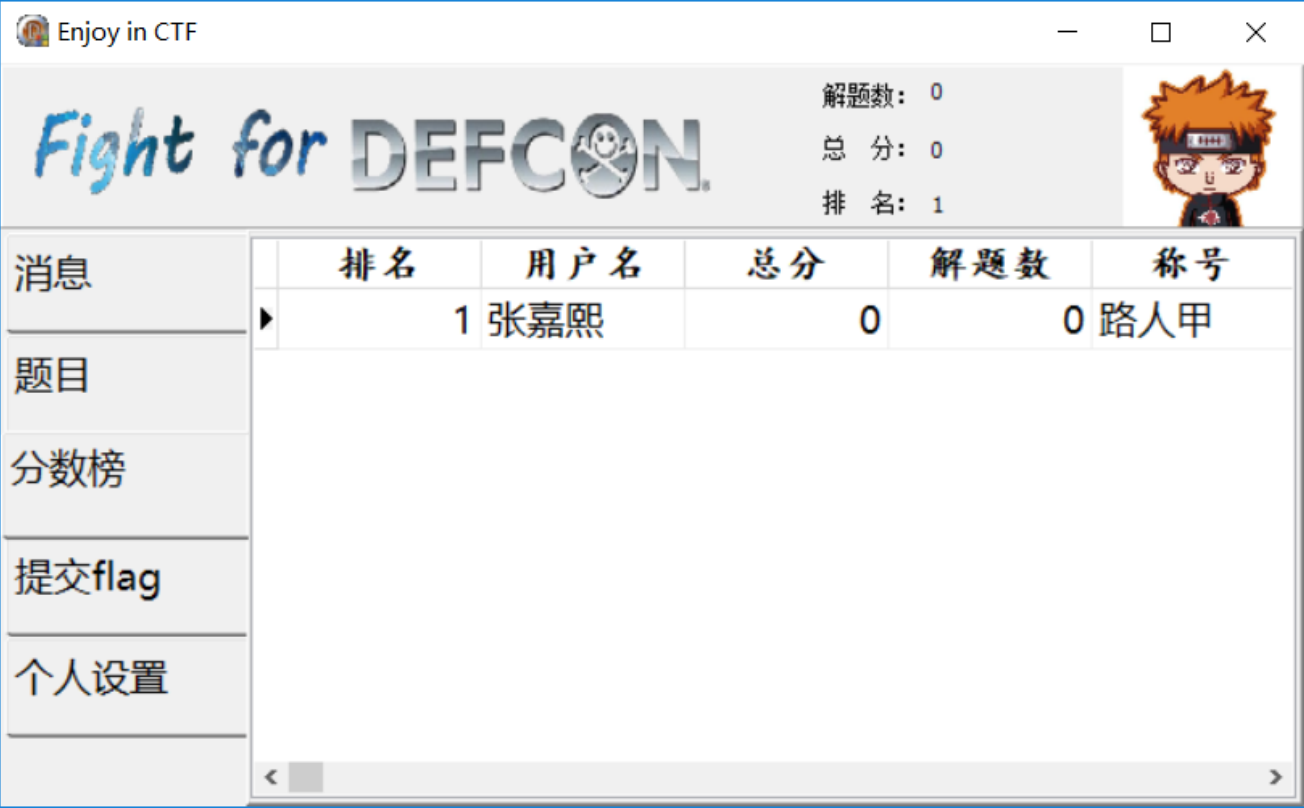 Enjoy in CTF
Fight for DEFCON
解题数： 0
总 分： 0
排 名： 1
消息
题目
分数榜
提交flag
个人设置
排名 用户名 总分 解题数 称号
1 张嘉熙 0 0 路人甲